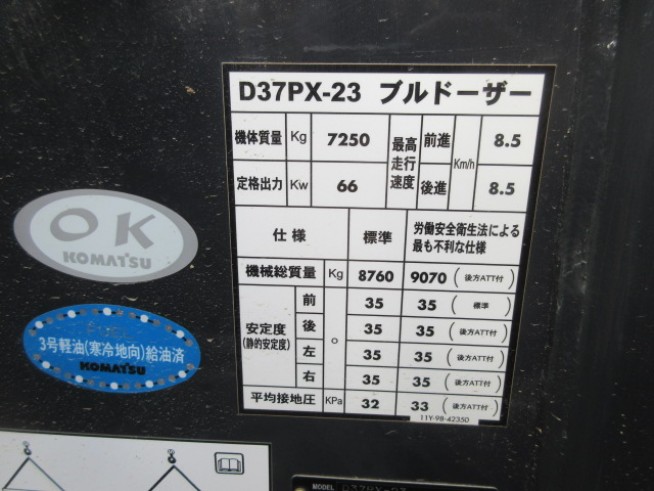 D37PX-23 ブルドーザー
機体質量 Kg 7250 最高走行速度 前進 Km/h 8.5
定格出力 Kw 66 後進 8.5
仕様 標準 労働安全衛生法による
最も不利な仕様
機械総質量 Kg 8760 9070 (後方ATT付)
安定度
(静的安定度)
前 35 35 (標準)
後 35 35 (後方ATT付)
左 ° 35 35 (後方ATT付)
右 35 35 (後方ATT付)
平均接地圧 KPa 32 33 (後方ATT付)
11Y-98-42350
OK
KOMATSU
FUEL
3号軽油(寒冷地向)給油済
KOMATSU
MODEL D37PX-23